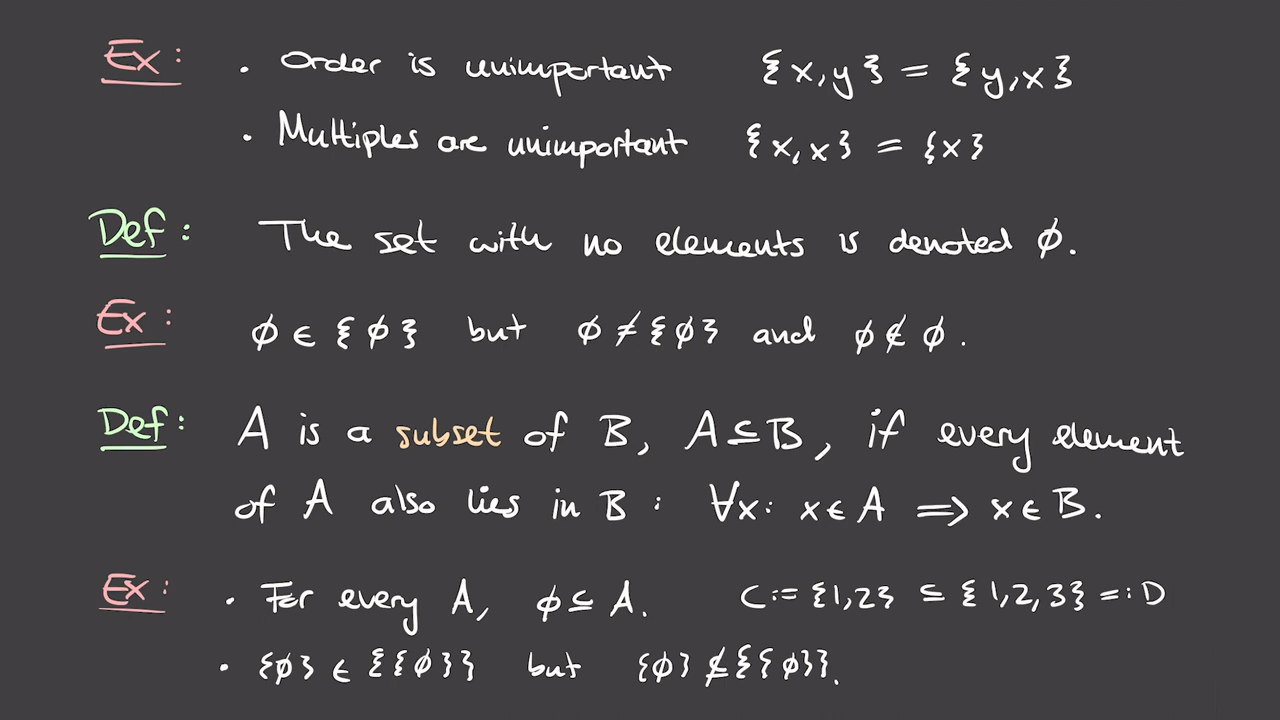 Ex: • Order is unimportant {x,y} = {y,x}
• Multiples are unimportant {x,x} = {x}
Def: The set with no elements is denoted ∅.
Ex: ∅ ∈ {∅} but ∅ ≠ {∅} and ∅ ∉ ∅.
Def: A is a subset of B, A ⊆ B, if every element
of A also lies in B: ∀x: x ∈ A ⟹ x ∈ B.
Ex: • For every A, ∅ ⊆ A. C := {1,2} ⊆ {1,2,3} =: D
• {∅} ∈ {{∅}} but {∅} ⊈ {{∅}}.